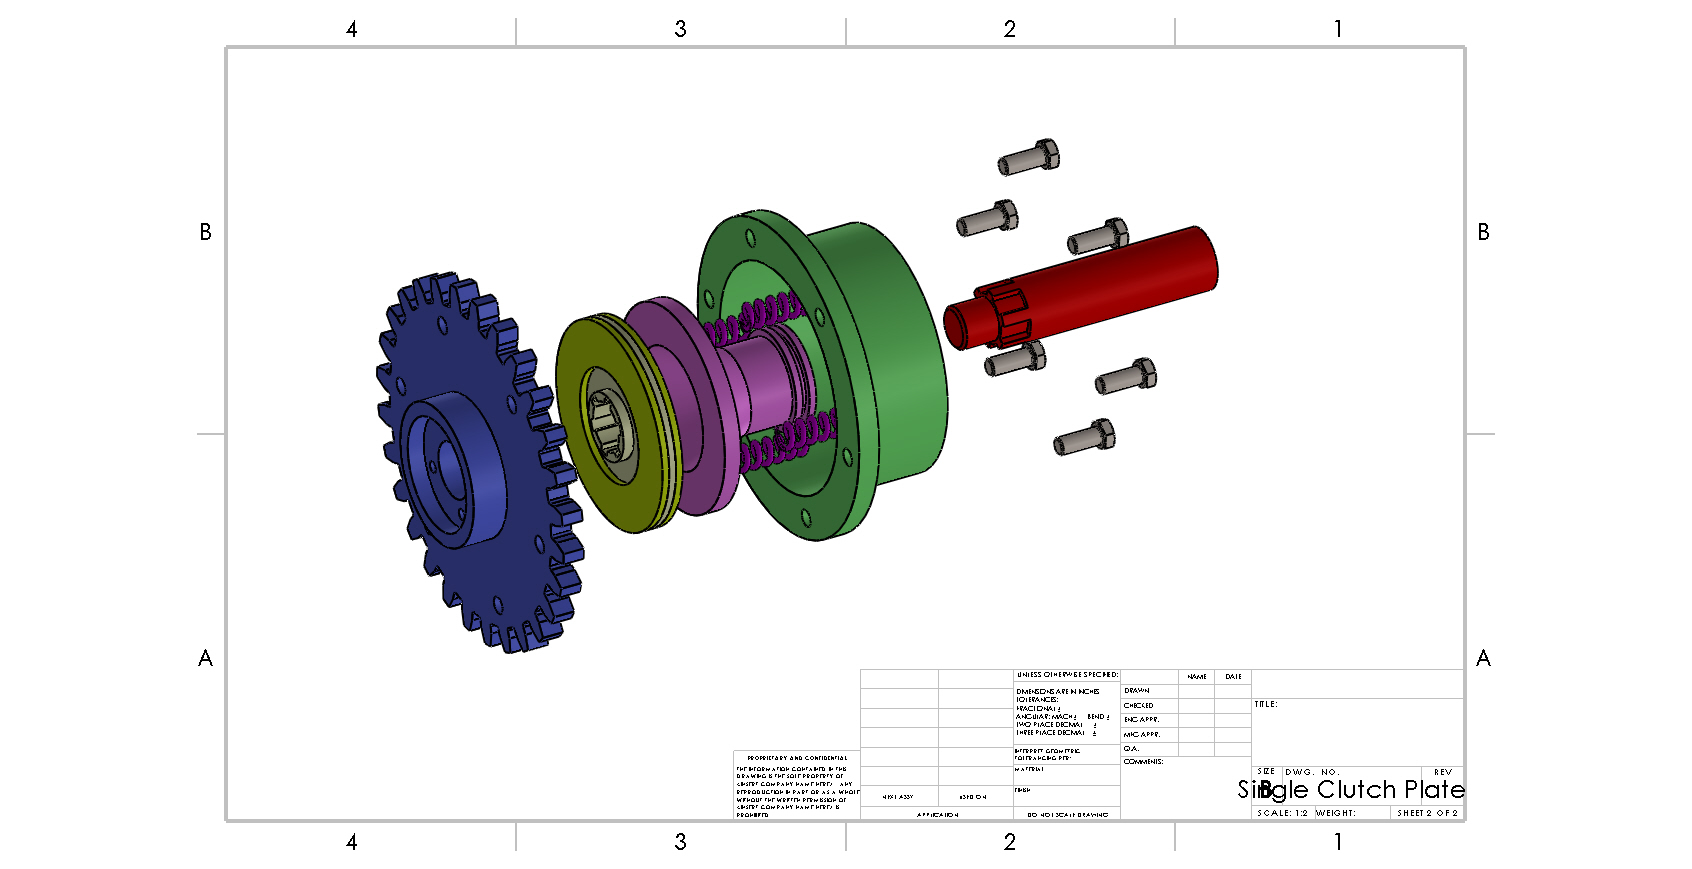 4 3 2 1
B B
A A
UNLESS OTHERWISE SPECIFIED:
NAME DATE
DIMENSIONS ARE IN INCHES
TOLERANCES:
FRACTIONAL ±
ANGULAR: MACH ± BEND ±
TWO PLACE DECIMAL ±
THREE PLACE DECIMAL ±
DRAWN
CHECKED
ENG APPR.
MFG APPR.
Q.A.
COMMENTS:
INTERPRET GEOMETRIC
TOLERANCING PER:
MATERIAL
FINISH
TITLE:
PROPRIETARY AND CONFIDENTIAL
THE INFORMATION CONTAINED IN THIS
DRAWING IS THE SOLE PROPERTY OF
<INSERT COMPANY NAME HERE>. ANY
REPRODUCTION IN PART OR AS A WHOLE
WITHOUT THE WRITTEN PERMISSION OF
<INSERT COMPANY NAME HERE> IS
PROHIBITED.
NEXT ASSY USED ON
APPLICATION
DO NOT SCALE DRAWING
SIZE DWG. NO. REV
B
Single Clutch Plate
SCALE: 1:2 WEIGHT: SHEET 2 OF 2
4 3 2 1